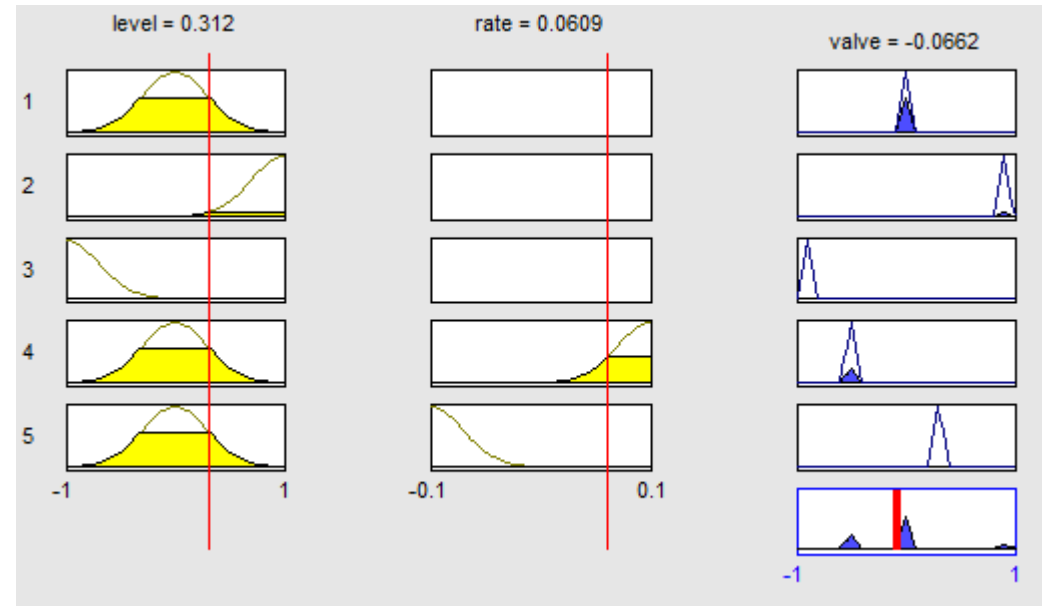 level = 0.312
rate = 0.0609
valve = -0.0662
1
2
3
4
5
-1 1
-0.1 0.1
-1 1